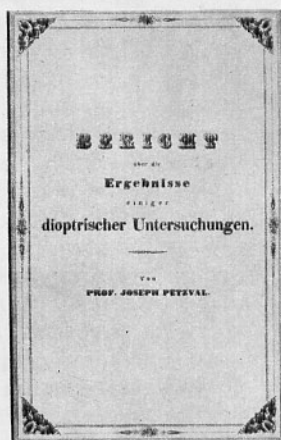 BERICHT
über die
Ergebnisse
einiger
dioptrischer Untersuchungen.
Von
PROF. JOSEPH PETZVAL.